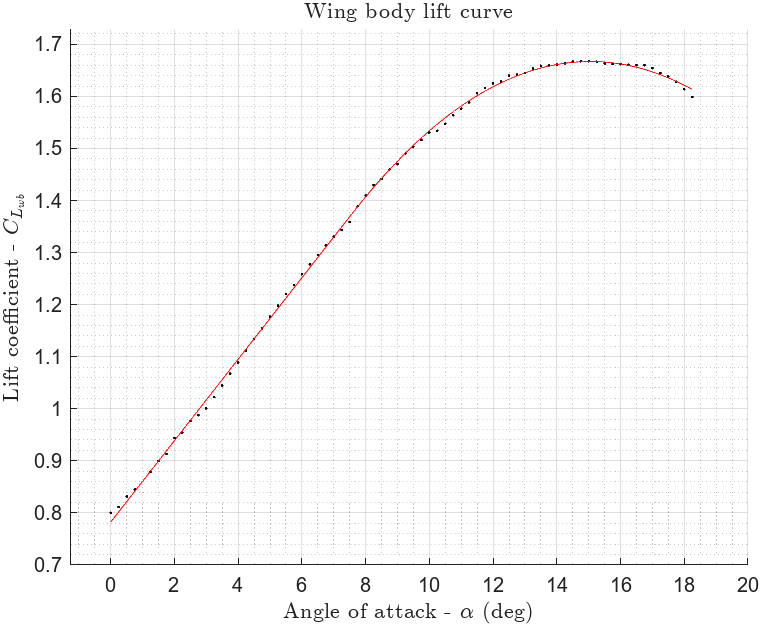 Wing body lift curve
1.7
1.6
1.5
1.4
1.3
1.2
1.1
1
0.9
0.8
0.7
Lift coefficient - C_{L_{wb}}
0 2 4 6 8 10 12 14 16 18 20
Angle of attack - α (deg)